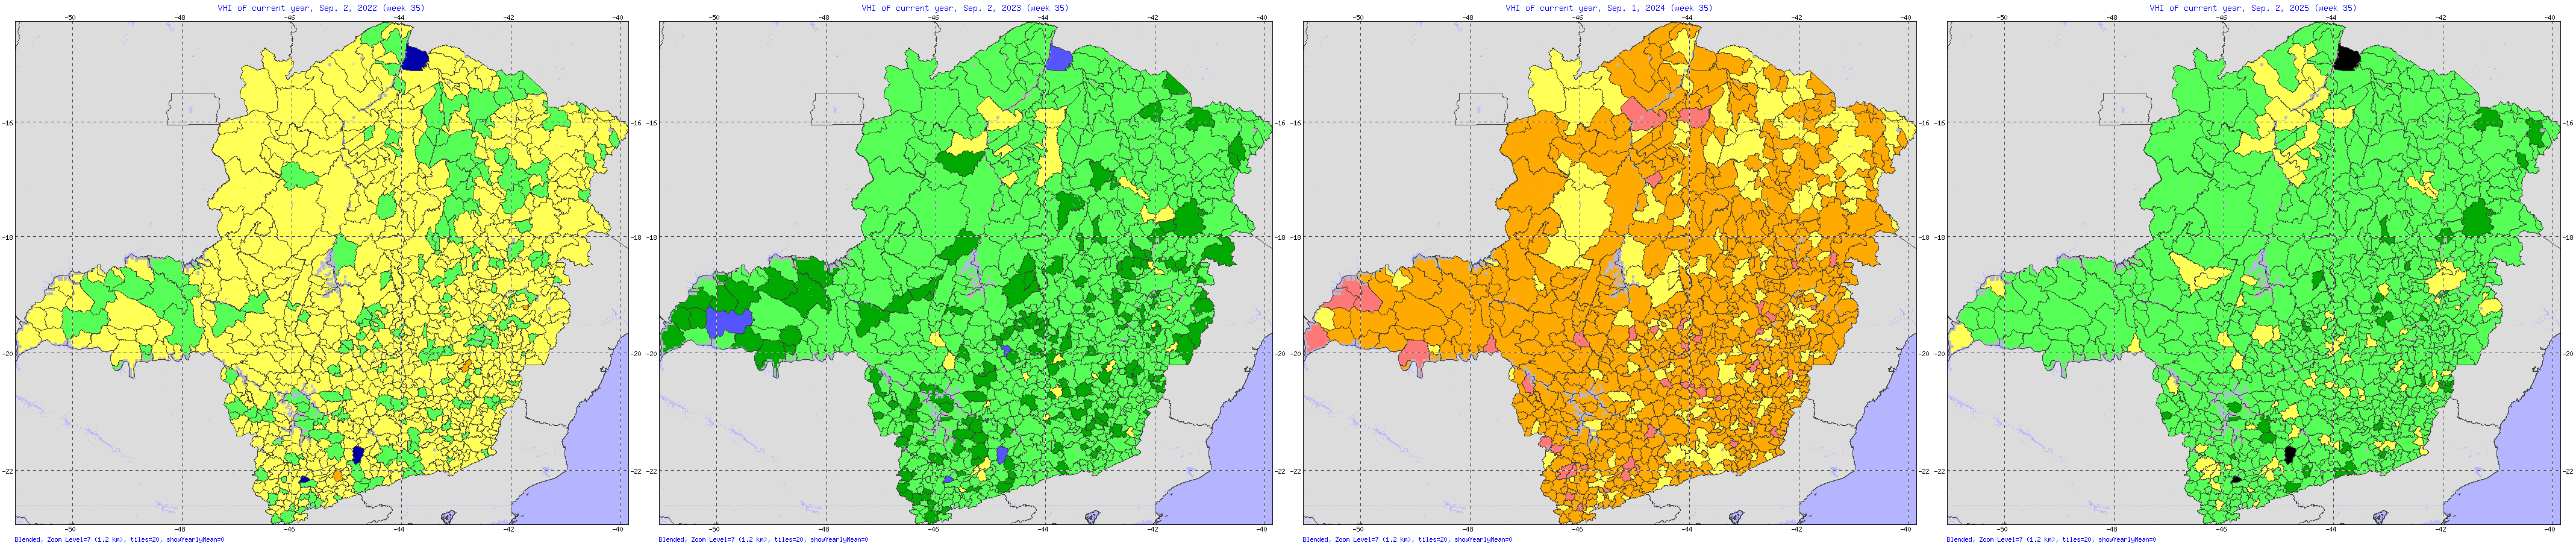 VHI of current year, Sep. 2, 2022 (week 35)
VHI of current year, Sep. 2, 2023 (week 35)
VHI of current year, Sep. 1, 2024 (week 35)
VHI of current year, Sep. 2, 2025 (week 35)
-50 -48 -46 -44 -42 -40 -50 -48 -46 -44 -42 -40 -50 -48 -46 -44 -42 -40 -50 -48 -46 -44 -42 -40
-16 -16 -16 -16 -16 -16 -16 -16
-18 -18 -18 -18 -18 -18 -18 -18
-20 -20 -20 -20 -20 -20 -20 -20
-22 -22 -22 -22 -22 -22 -22 -22
-50 -48 -46 -44 -42 -40 -50 -48 -46 -44 -42 -40 -50 -48 -46 -44 -42 -40 -50 -48 -46 -44 -42 -40
Blended, Zoom Level=7 (1.2 km), tiles=20, showYearlyMean=0
Blended, Zoom Level=7 (1.2 km), tiles=20, showYearlyMean=0
Blended, Zoom Level=7 (1.2 km), tiles=20, showYearlyMean=0
Blended, Zoom Level=7 (1.2 km), tiles=20, showYearlyMean=0